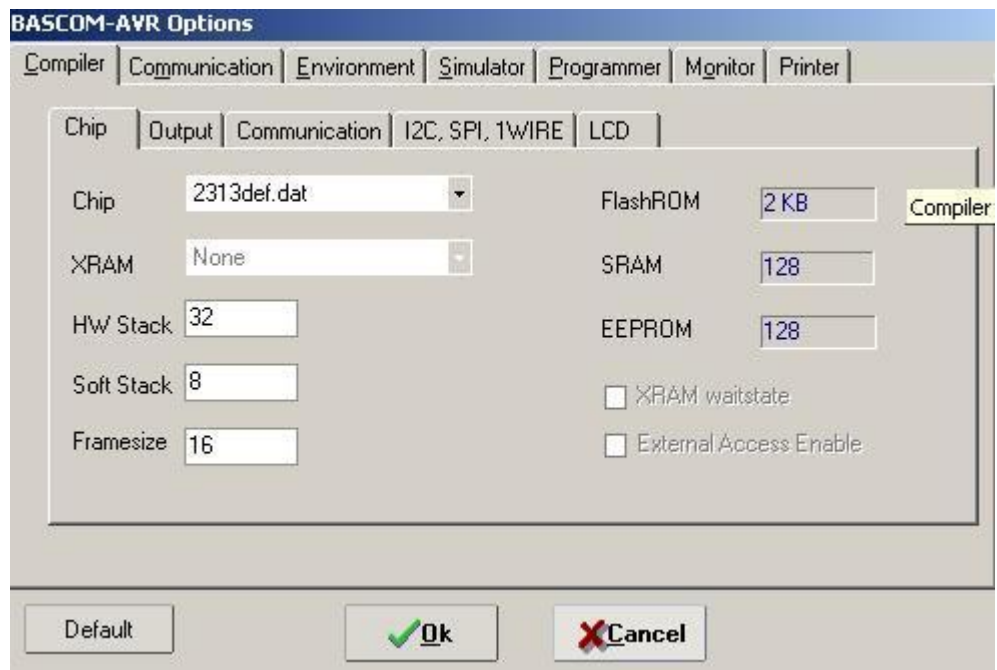 BASCOM-AVR Options
Compiler Communication Environment Simulator Programmer Monitor Printer
Chip Output Communication I2C, SPI, 1WIRE LCD
Chip 2313def.dat FlashROM 2 KB Compiler
XRAM None SRAM 128
HW Stack 32 EEPROM 128
Soft Stack 8 XRAM waitstate
Framesize 16 External Access Enable
Default Ok Cancel